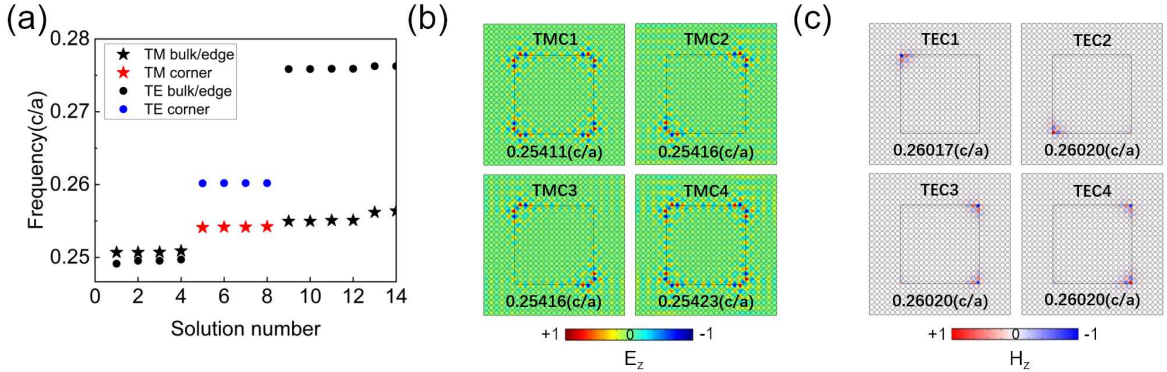 (a)
0.28
0.27
0.26
0.25
Frequency(c/a)
0 2 4 6 8 10 12 14
Solution number
TM bulk/edge
TM corner
TE bulk/edge
TE corner
(b)
TMC1
0.25411(c/a)
TMC2
0.25416(c/a)
TMC3
0.25416(c/a)
TMC4
0.25423(c/a)
+1 0 -1
Ez
(c)
TEC1
0.26017(c/a)
TEC2
0.26020(c/a)
TEC3
0.26020(c/a)
TEC4
0.26020(c/a)
+1 0 -1
Hz